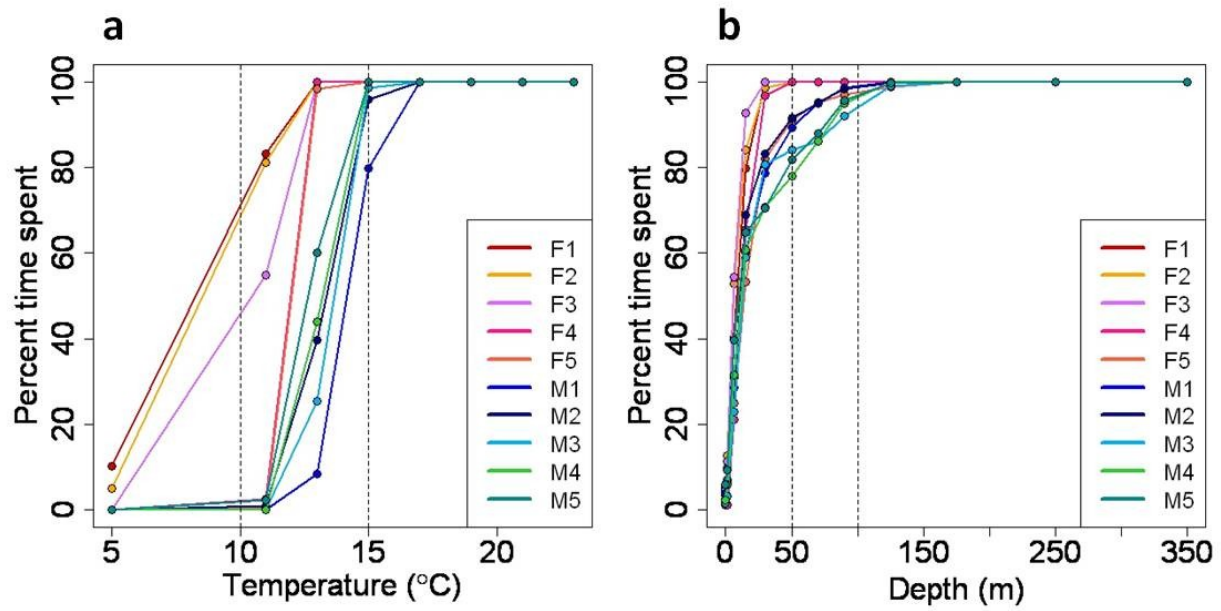 a
Percent time spent
100
80
60
40
20
0
F1
F2
F3
F4
F5
M1
M2
M3
M4
M5
5
10
15
20
Temperature (°C)
b
Percent time spent
100
80
60
40
20
0
F1
F2
F3
F4
F5
M1
M2
M3
M4
M5
0
50
150
250
350
Depth (m)